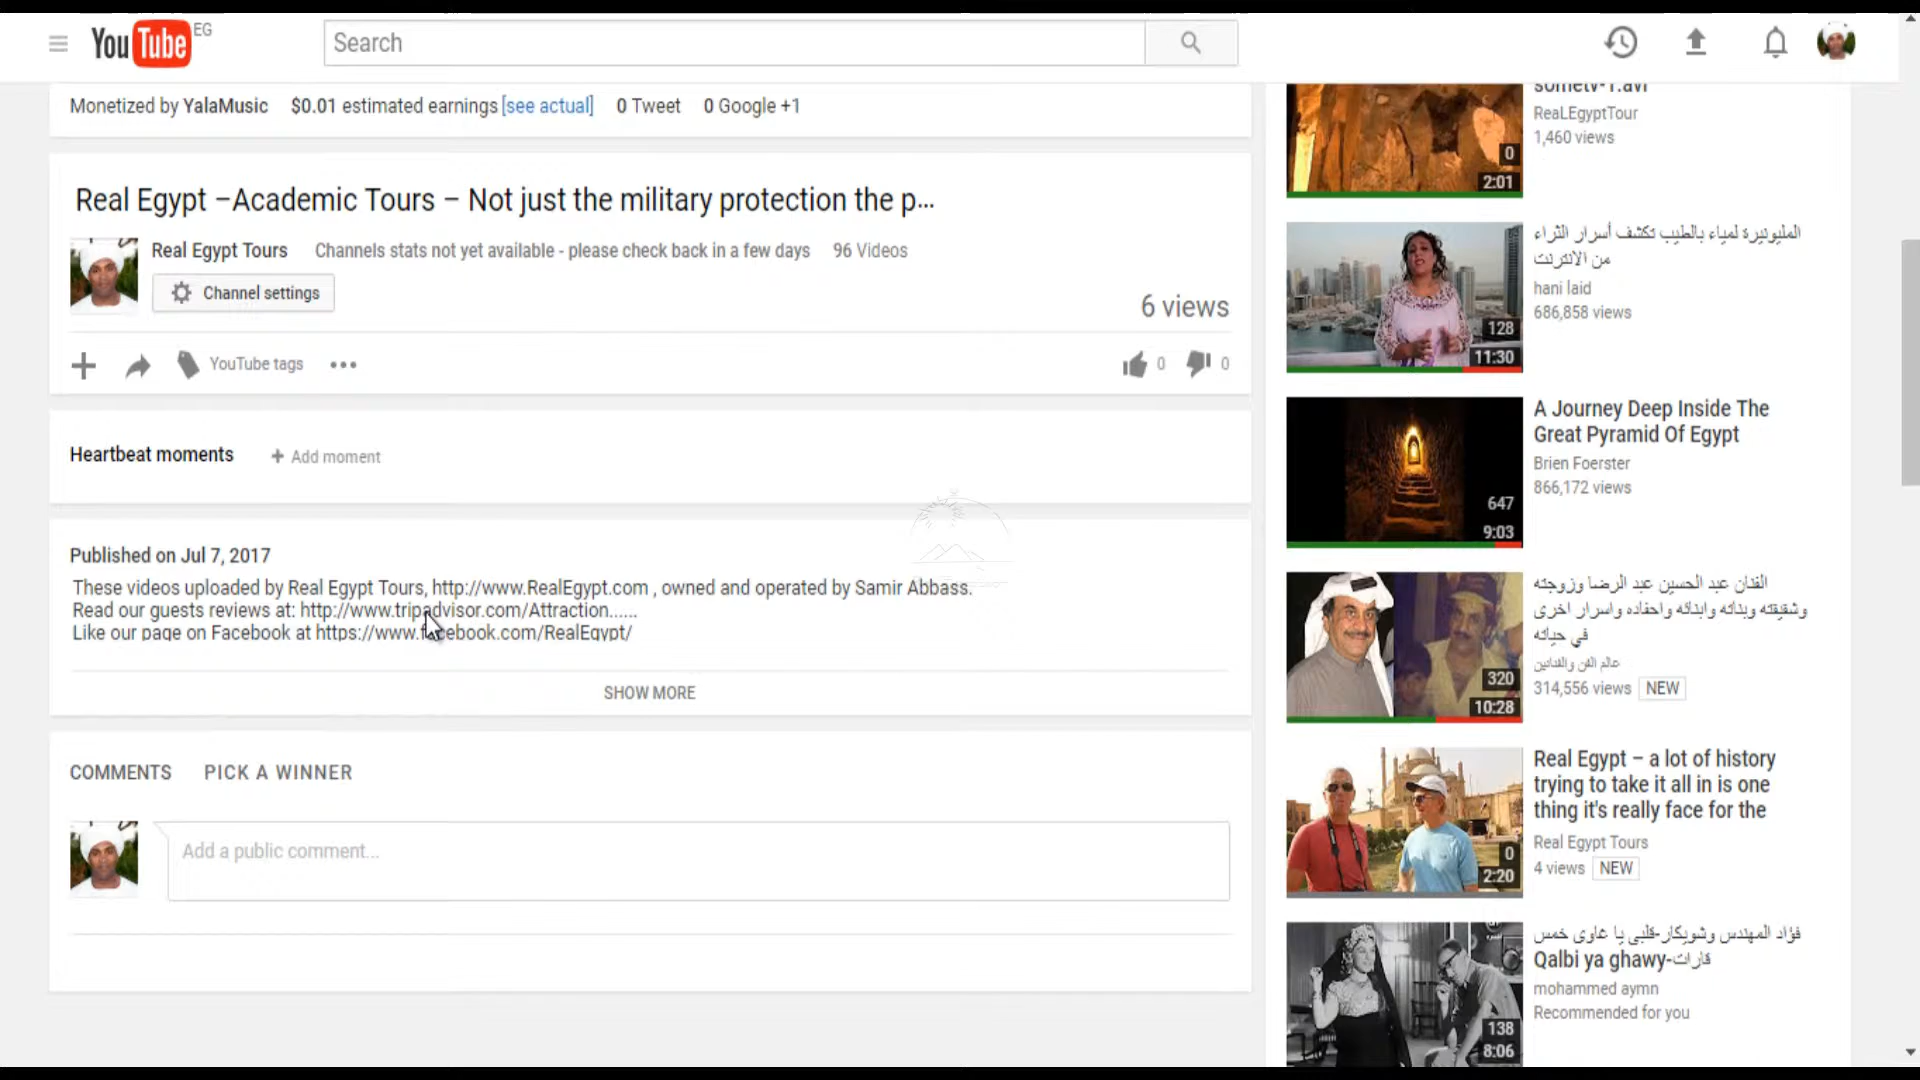 YouTube EG
Search
Monetized by YalaMusic $0.01 estimated earnings [see actual] 0 Tweet 0 Google +1
Real Egypt –Academic Tours – Not just the military protection the p...
Real Egypt Tours Channels stats not yet available - please check back in a few days 96 Videos
Channel settings
6 views
YouTube tags
0 0
Heartbeat moments + Add moment
Published on Jul 7, 2017
These videos uploaded by Real Egypt Tours, http://www.RealEgypt.com , owned and operated by Samir Abbass.
Read our guests reviews at: http://www.tripadvisor.com/Attraction......
Like our page on Facebook at https://www.facebook.com/RealEgypt/
SHOW MORE
COMMENTS PICK A WINNER
Add a public comment...
sometv-1.avi
ReaLEgyptTour
1,460 views
0
2:01
المليونيرة لمياء بالطيب تكشف أسرار الثراء
من الانترنت
hani laid
686,858 views
128
11:30
A Journey Deep Inside The
Great Pyramid Of Egypt
Brien Foerster
866,172 views
647
9:03
الفنان عبد الحسين عبد الرضا وزوجته
وشقيقته وبناته وابنائه واحفاده واسرار اخرى
في حياته
عالم الفن والفنانين
314,556 views NEW
320
10:28
Real Egypt – a lot of history
trying to take it all in is one
thing it's really face for the
Real Egypt Tours
4 views NEW
0
2:20
فؤاد المهندس وشويكار-قلبى يا غاوى خمس
Qalbi ya ghawy-قارات
mohammed aymn
Recommended for you
138
8:06